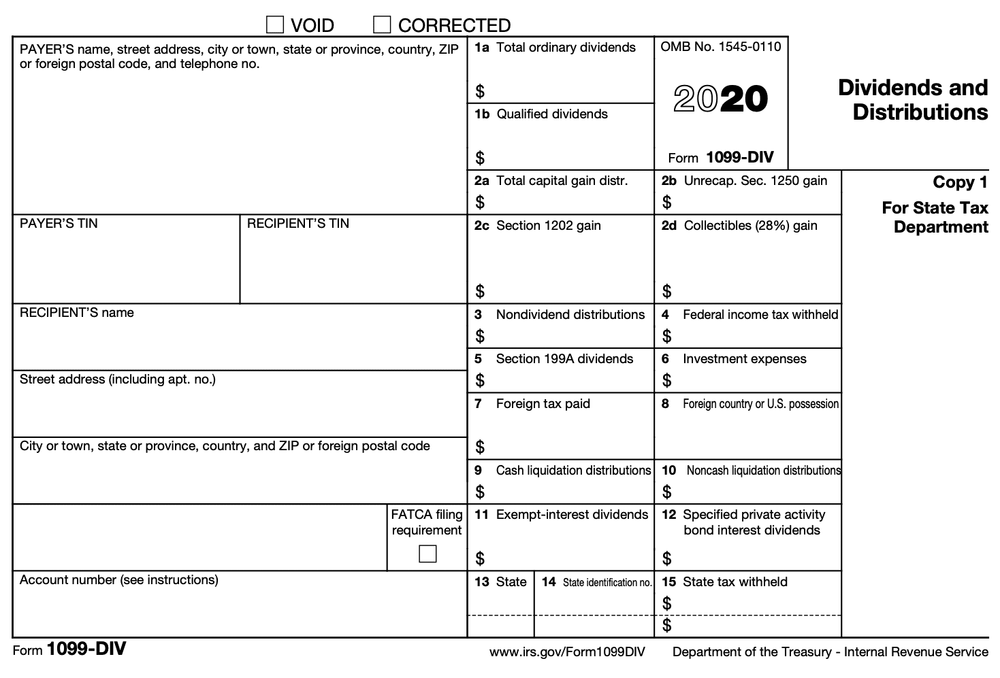 VOID CORRECTED
PAYER'S name, street address, city or town, state or province, country, ZIP
or foreign postal code, and telephone no.
1a Total ordinary dividends
$
1b Qualified dividends
$
OMB No. 1545-0110
2020
Form 1099-DIV
Dividends and
Distributions
2a Total capital gain distr.
$
2b Unrecap. Sec. 1250 gain
$
Copy 1
For State Tax
Department
PAYER'S TIN
RECIPIENT'S TIN
2c Section 1202 gain
$
2d Collectibles (28%) gain
$
RECIPIENT'S name
3 Nondividend distributions
$
4 Federal income tax withheld
$
5 Section 199A dividends
$
6 Investment expenses
$
Street address (including apt. no.)
7 Foreign tax paid
$
8 Foreign country or U.S. possession
City or town, state or province, country, and ZIP or foreign postal code
9 Cash liquidation distributions
$
10 Noncash liquidation distributions
$
FATCA filing
requirement
11 Exempt-interest dividends
$
12 Specified private activity
bond interest dividends
$
Account number (see instructions)
13 State
14 State identification no.
15 State tax withheld
$
$
Form 1099-DIV
www.irs.gov/Form1099DIV
Department of the Treasury - Internal Revenue Service